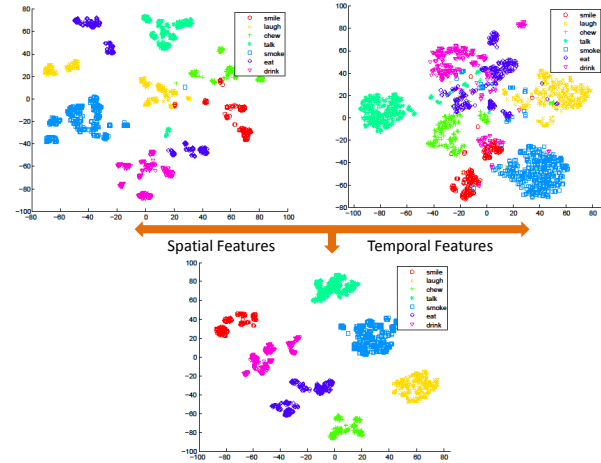 80
60
40
20
0
−20
−40
−60
−80
−100
−80 −60 −40 −20 0 20 40 60 80 100
smile
laugh
chew
talk
smoke
eat
drink
100
80
60
40
20
0
−20
−40
−60
−80
−100 −80 −60 −40 −20 0 20 40 60 80
smile
laugh
chew
talk
smoke
eat
drink
Spatial Features
Temporal Features
100
80
60
40
20
0
−20
−40
−60
−80
−100
−100 −80 −60 −40 −20 0 20 40 60 80 100
smile
laugh
chew
talk
smoke
eat
drink